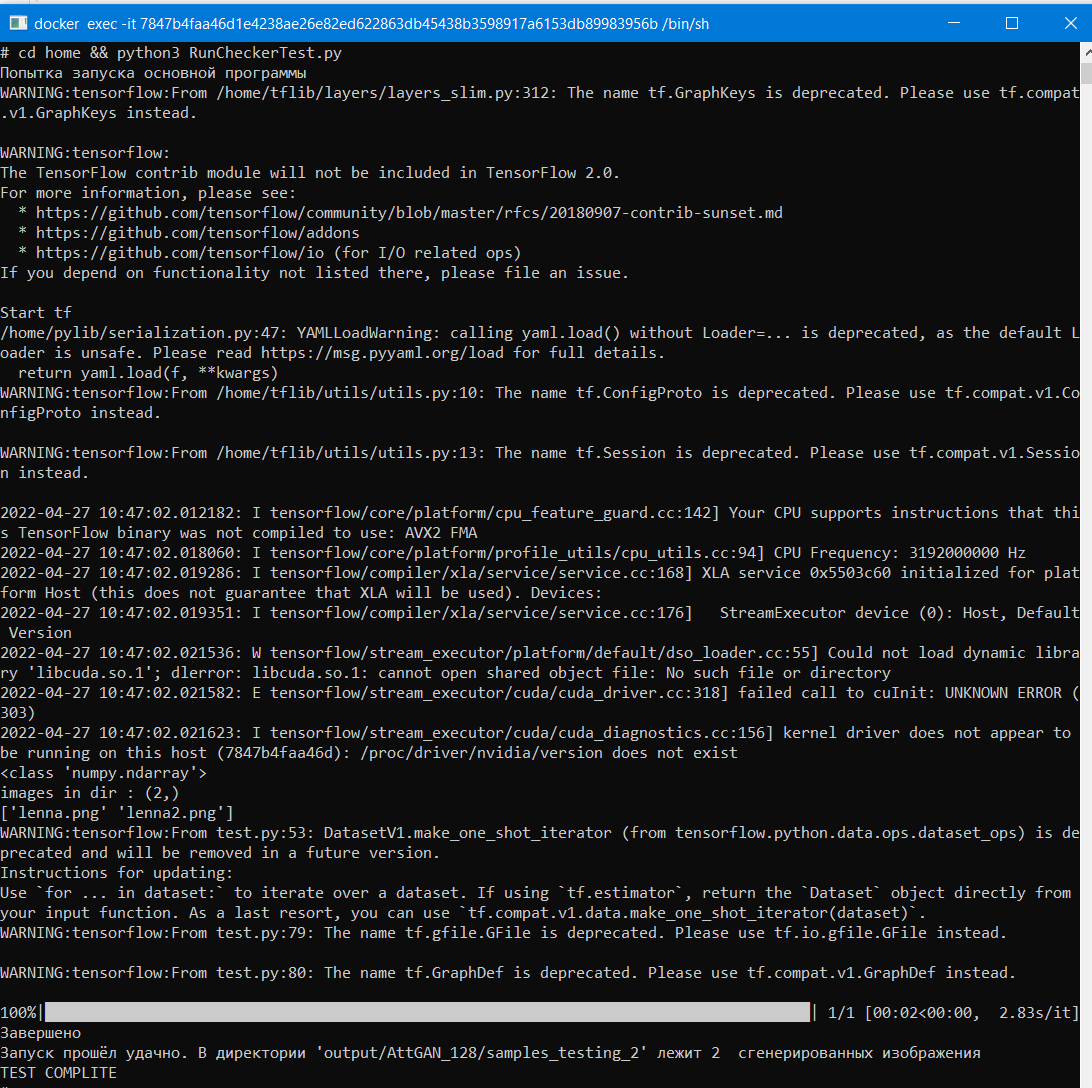 docker  exec -it 7847b4faa46d1e4238ae26e82ed622863db45438b3598917a6153db89983956b /bin/sh
# cd home && python3 RunCheckerTest.py
Попытка запуска основной программы
WARNING:tensorflow:From /home/tflib/layers/layers_slim.py:312: The name tf.GraphKeys is deprecated. Please use tf.compat
.v1.GraphKeys instead.
WARNING:tensorflow:
The TensorFlow contrib module will not be included in TensorFlow 2.0.
For more information, please see:
  * https://github.com/tensorflow/community/blob/master/rfcs/20180907-contrib-sunset.md
  * https://github.com/tensorflow/addons
  * https://github.com/tensorflow/io (for I/O related ops)
If you depend on functionality not listed there, please file an issue.
Start tf
/home/pylib/serialization.py:47: YAMLLoadWarning: calling yaml.load() without Loader=... is deprecated, as the default L
oader is unsafe. Please read https://msg.pyyaml.org/load for full details.
  return yaml.load(f, **kwargs)
WARNING:tensorflow:From /home/tflib/utils/utils.py:10: The name tf.ConfigProto is deprecated. Please use tf.compat.v1.Co
nfigProto instead.
WARNING:tensorflow:From /home/tflib/utils/utils.py:13: The name tf.Session is deprecated. Please use tf.compat.v1.Sessio
n instead.
2022-04-27 10:47:02.012182: I tensorflow/core/platform/cpu_feature_guard.cc:142] Your CPU supports instructions that thi
s TensorFlow binary was not compiled to use: AVX2 FMA
2022-04-27 10:47:02.018060: I tensorflow/core/platform/profile_utils/cpu_utils.cc:94] CPU Frequency: 3192000000 Hz
2022-04-27 10:47:02.019286: I tensorflow/compiler/xla/service/service.cc:168] XLA service 0x5503c60 initialized for plat
form Host (this does not guarantee that XLA will be used). Devices:
2022-04-27 10:47:02.019351: I tensorflow/compiler/xla/service/service.cc:176]   StreamExecutor device (0): Host, Default
 Version
2022-04-27 10:47:02.021536: W tensorflow/stream_executor/platform/default/dso_loader.cc:55] Could not load dynamic libra
ry 'libcuda.so.1'; dlerror: libcuda.so.1: cannot open shared object file: No such file or directory
2022-04-27 10:47:02.021582: E tensorflow/stream_executor/cuda/cuda_driver.cc:318] failed call to cuInit: UNKNOWN ERROR (
303)
2022-04-27 10:47:02.021623: I tensorflow/stream_executor/cuda/cuda_diagnostics.cc:156] kernel driver does not appear to
be running on this host (7847b4faa46d): /proc/driver/nvidia/version does not exist
<class 'numpy.ndarray'>
images in dir : (2,)
['lenna.png' 'lenna2.png']
WARNING:tensorflow:From test.py:53: DatasetV1.make_one_shot_iterator (from tensorflow.python.data.ops.dataset_ops) is de
precated and will be removed in a future version.
Instructions for updating:
Use `for ... in dataset:` to iterate over a dataset. If using `tf.estimator`, return the `Dataset` object directly from
your input function. As a last resort, you can use `tf.compat.v1.data.make_one_shot_iterator(dataset)`.
WARNING:tensorflow:From test.py:79: The name tf.gfile.GFile is deprecated. Please use tf.io.gfile.GFile instead.
WARNING:tensorflow:From test.py:80: The name tf.GraphDef is deprecated. Please use tf.compat.v1.GraphDef instead.
100%| | 1/1 [00:02<00:00,  2.83s/it]
Завершено
Запуск прошёл удачно. В директории 'output/AttGAN_128/samples_testing_2' лежит 2  сгенерированных изображения
TEST COMPLITE